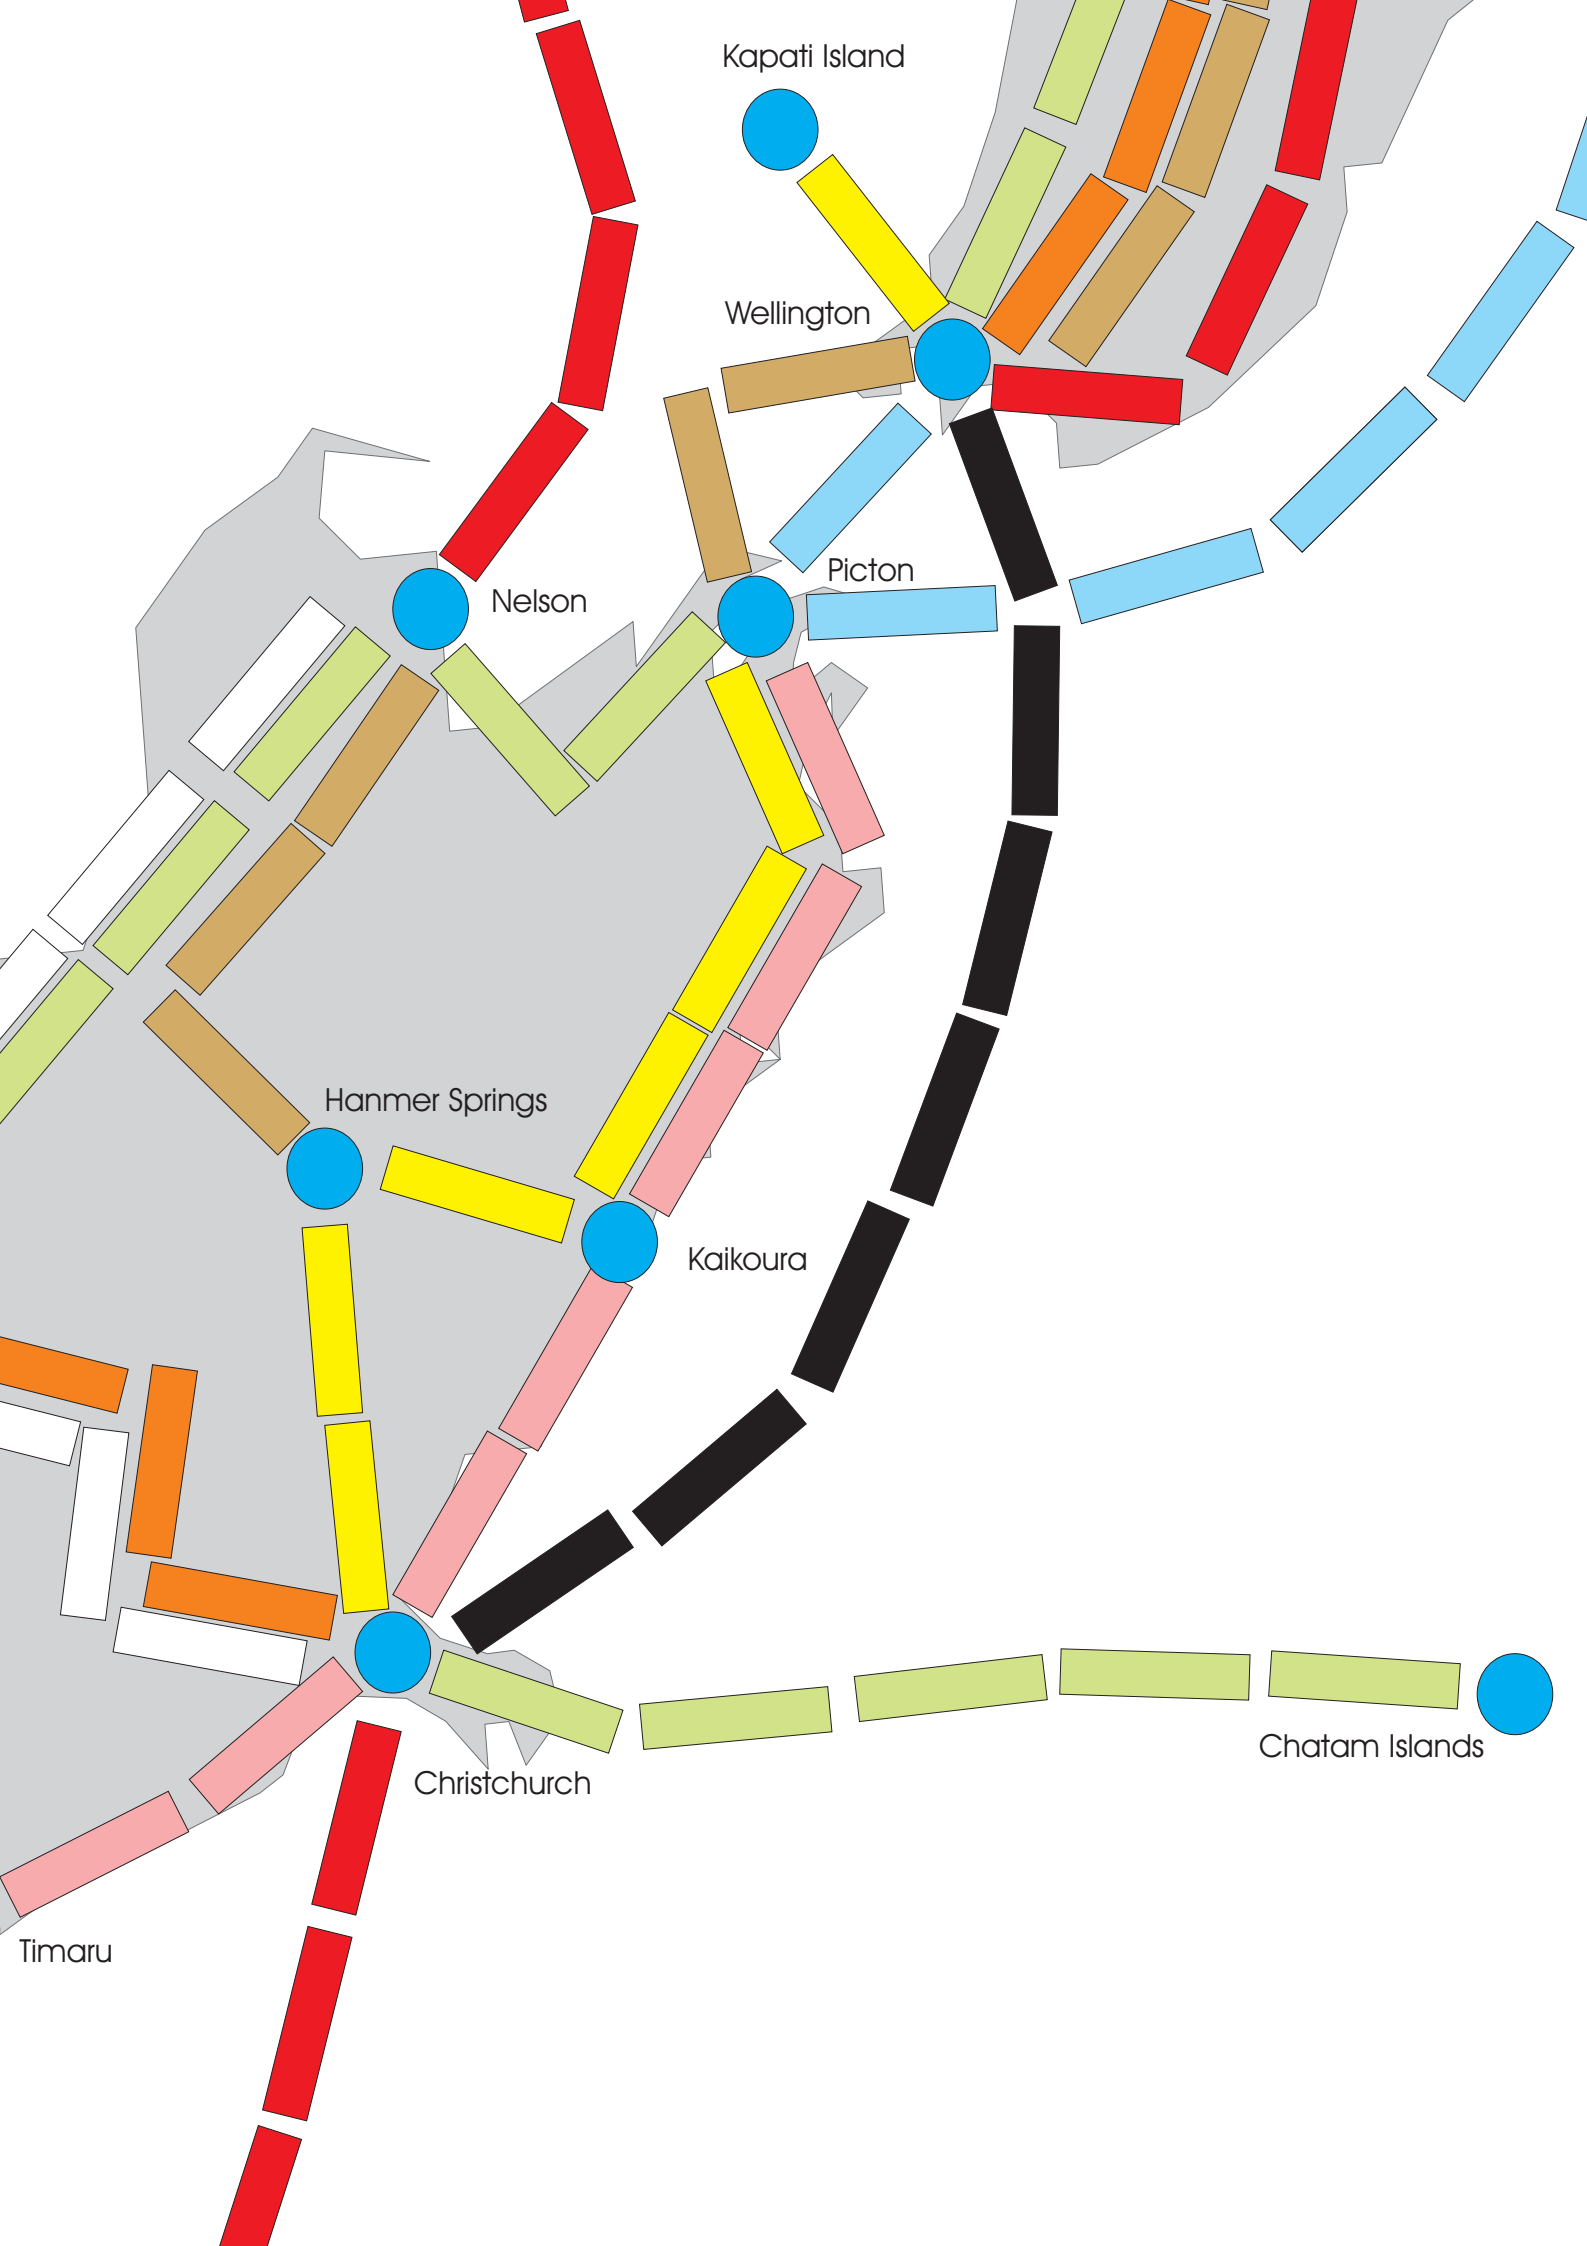 Kapati Island
Wellington
Picton
Nelson
Hanmer Springs
Kaikoura
Chatam Islands
Christchurch
Timaru